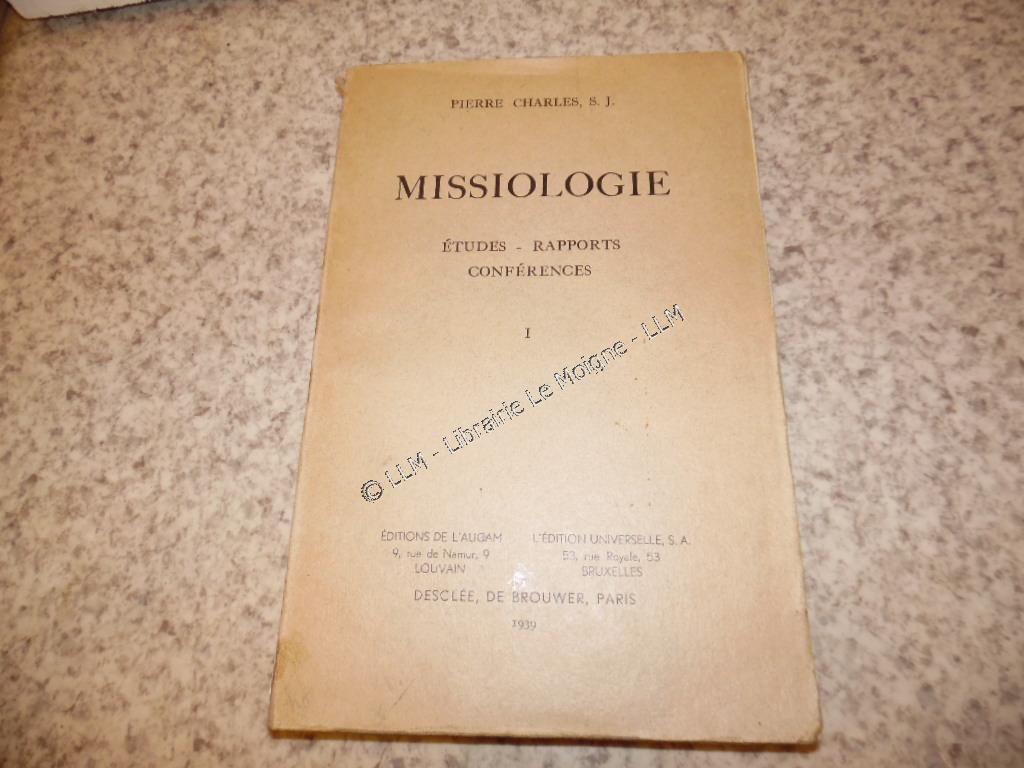 PIERRE CHARLES, S. J.
MISSIOLOGIE
ÉTUDES - RAPPORTS
CONFÉRENCES
I
© LLM - Librairie Le Moigne - LLM
ÉDITIONS DE L'AUCAM
9, rue de Namur, 9
LOUVAIN
L'ÉDITION UNIVERSELLE, S. A.
53, rue Royale, 53
BRUXELLES
DESCLÉE, DE BROUWER, PARIS
1939